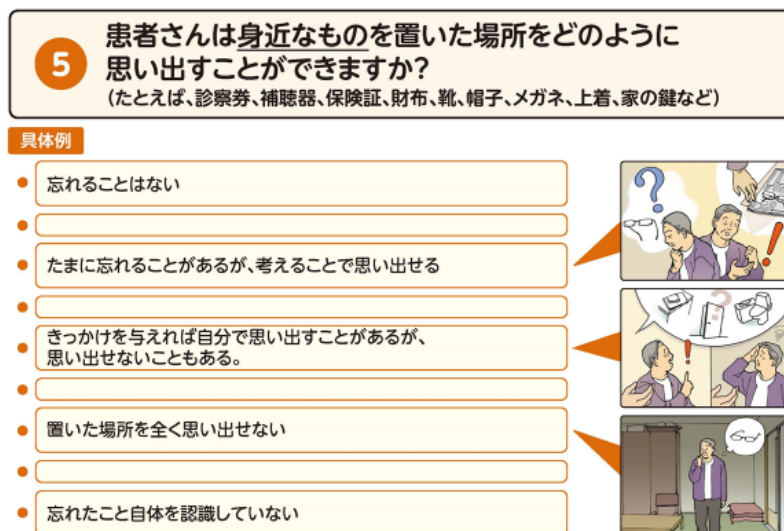 5
患者さんは身近なものを置いた場所をどのように
思い出すことができますか?
(たとえば、診察券、補聴器、保険証、財布、靴、帽子、メガネ、上着、家の鍵など)
具体例
忘れることはない
たまに忘れることがあるが、考えることで思い出せる
きっかけを与えれば自分で思い出すことがあるが、
思い出せないこともある。
置いた場所を全く思い出せない
忘れたこと自体を認識していない